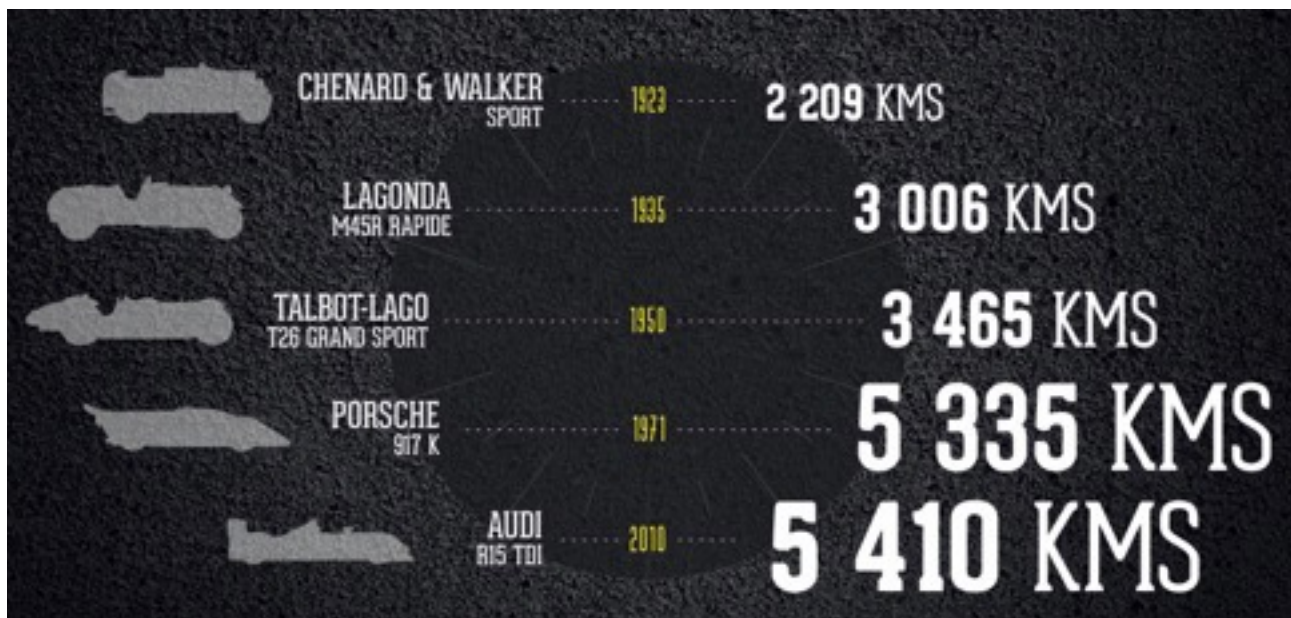 CHENARD & WALKER 1923 2 209 KMS
SPORT
LAGONDA 1935 3 006 KMS
M45R RAPIDE
TALBOT-LAGO 1950 3 465 KMS
T26 GRAND SPORT
PORSCHE 1971 5 335 KMS
917 K
AUDI 2010 5 410 KMS
R15 TDI